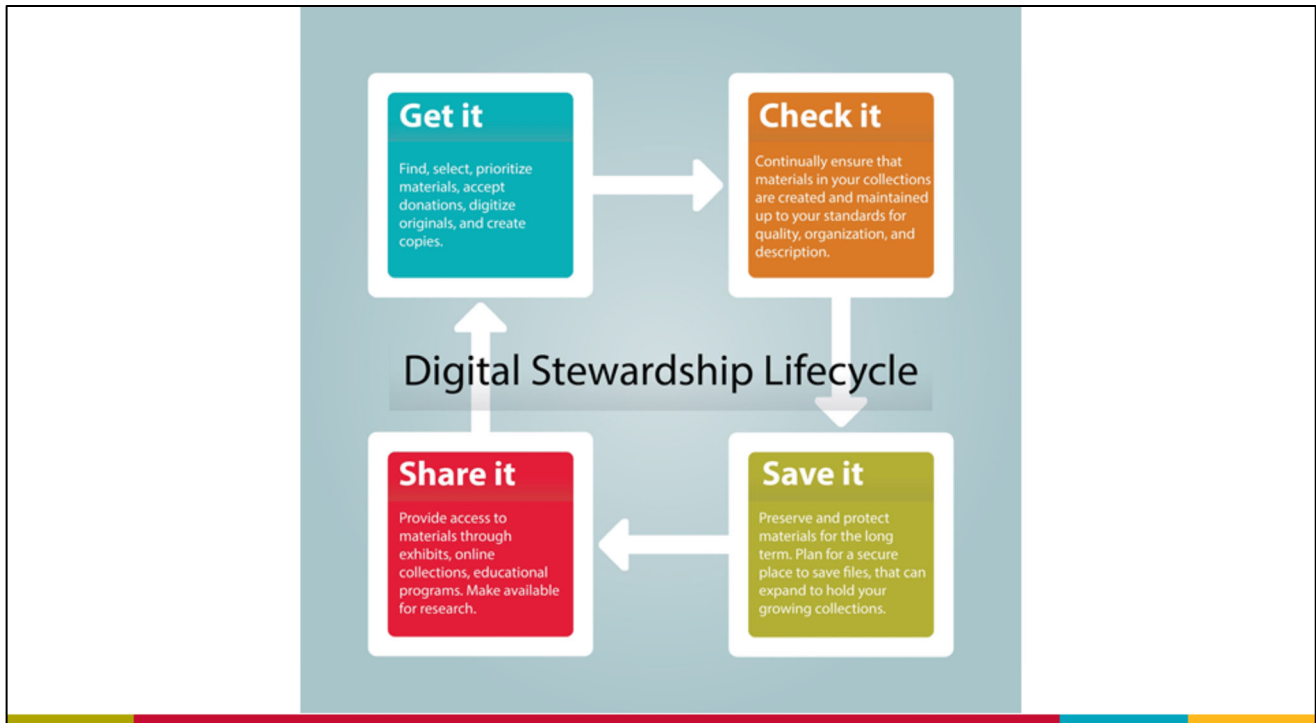 Get it
Find, select, prioritize
materials, accept
donations, digitize
originals, and create
copies.
Check it
Continually ensure that
materials in your collections
are created and maintained
up to your standards for
quality, organization, and
description.
Digital Stewardship Lifecycle
Share it
Provide access to
materials through
exhibits, online
collections, educational
programs. Make available
for research.
Save it
Preserve and protect
materials for the long
term. Plan for a secure
place to save files, that can
expand to hold your
growing collections.